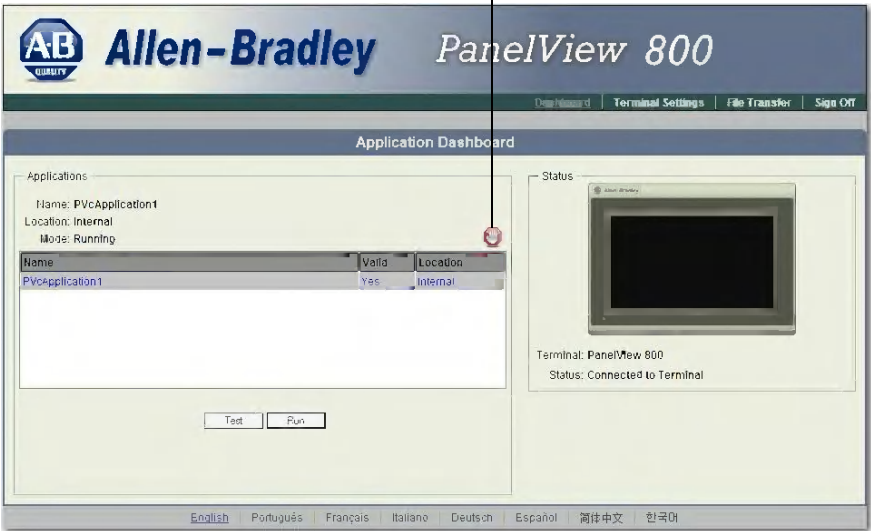 AB
QUALITY
Allen-Bradley PanelView 800
Dashboard Terminal Settings File Transfer Sign Off
Application Dashboard
Applications
Name: PVcApplication1
Location: Internal
Mode: Running
Name Valid Location
PVcApplication1 Yes Internal
Test Run
Status
Allen-Bradley
Terminal: PanelView 800
Status: Connected to Terminal
English Português Français Italiano Deutsch Español 简体中文 한국어